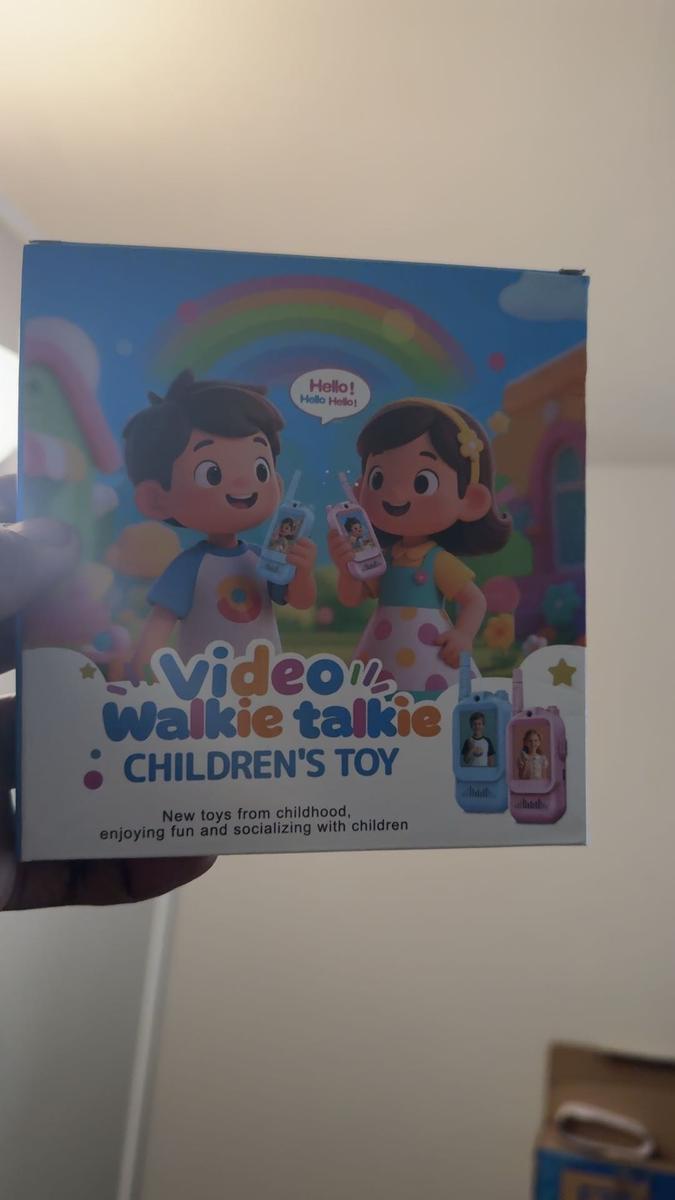 Hello!
Hello Hello!
Video
Walkie talkie
CHILDREN'S TOY
New toys from childhood,
enjoying fun and socializing with children